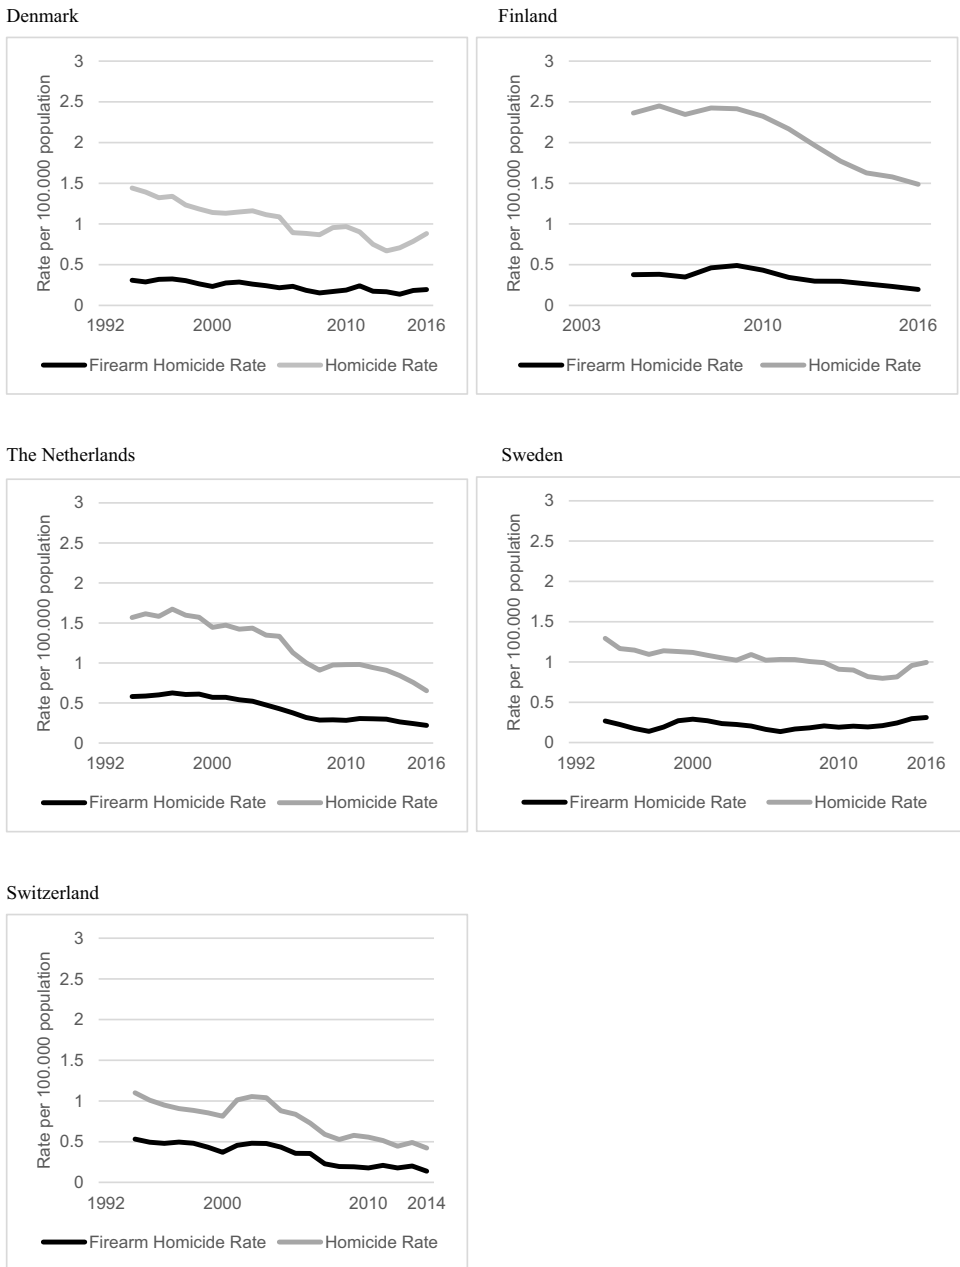 Denmark
Rate per 100.000 population
3
2.5
2
1.5
1
0.5
0
1992 2000 2010 2016
Firearm Homicide Rate Homicide Rate
Finland
Rate per 100.000 population
3
2.5
2
1.5
1
0.5
0
2003 2010 2016
Firearm Homicide Rate Homicide Rate
The Netherlands
Rate per 100.000 population
3
2.5
2
1.5
1
0.5
0
1992 2000 2010 2016
Firearm Homicide Rate Homicide Rate
Sweden
Rate per 100.000 population
3
2.5
2
1.5
1
0.5
0
1992 2000 2010 2016
Firearm Homicide Rate Homicide Rate
Switzerland
Rate per 100.000 population
3
2.5
2
1.5
1
0.5
0
1992 2000 2010 2014
Firearm Homicide Rate Homicide Rate